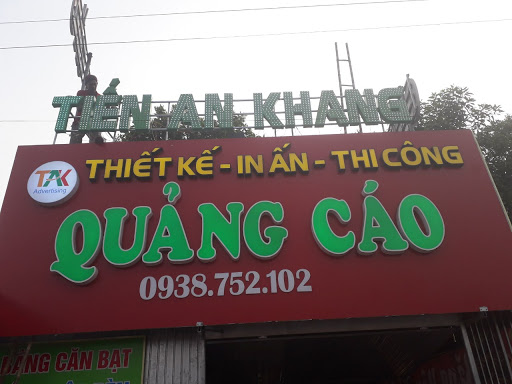 TIẾN AN KHANG
THIẾT KẾ - IN ẤN - THI CÔNG
TAK
Advertising
QUẢNG CÁO
0938.752.102
CĂN BẠT